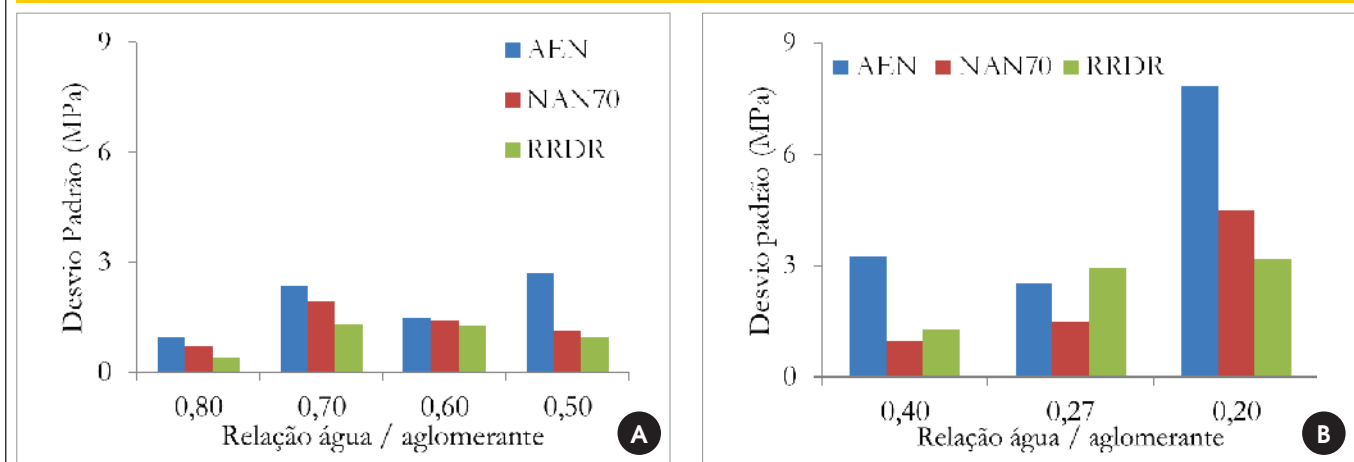 9
6
3
0
Desvio Padrão (MPa)
AEN
NAN70
RRDR
0,80 0,70 0,60 0,50
Relação água / aglomerante
A
9
6
3
0
Desvio padrão (MPa)
AEN NAN70 RRDR
0,40 0,27 0,20
Relação água / aglomerante
B